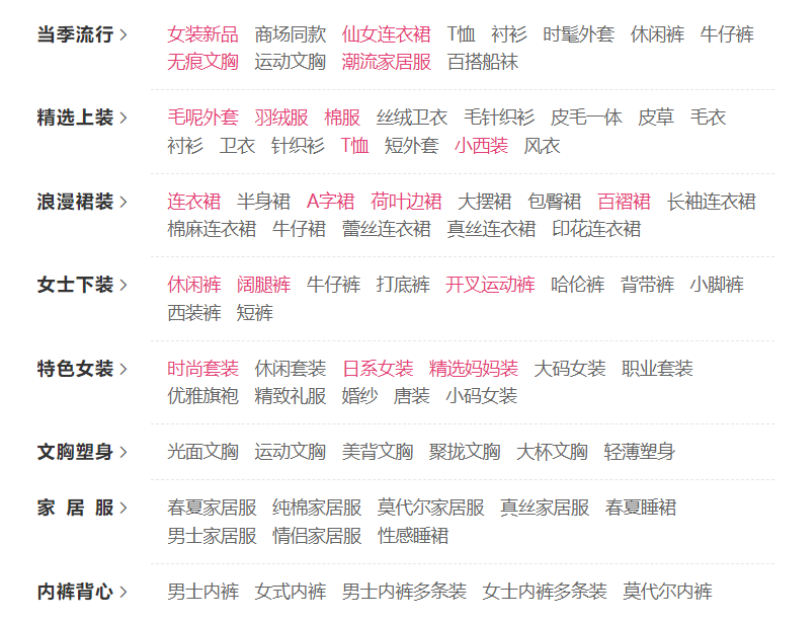 当季流行 > 女装新品 商场同款 仙女连衣裙 T恤 衬衫 时髦外套 休闲裤 牛仔裤
无痕文胸 运动文胸 潮流家居服 百搭船袜
精选上装 > 毛呢外套 羽绒服 棉服 丝绒卫衣 毛针织衫 皮毛一体 皮草 毛衣
衬衫 卫衣 针织衫 T恤 短外套 小西装 风衣
浪漫裙装 > 连衣裙 半身裙 A字裙 荷叶边裙 大摆裙 包臀裙 百褶裙 长袖连衣裙
棉麻连衣裙 牛仔裙 蕾丝连衣裙 真丝连衣裙 印花连衣裙
女士下装 > 休闲裤 阔腿裤 牛仔裤 打底裤 开叉运动裤 哈伦裤 背带裤 小脚裤
西装裤 短裤
特色女装 > 时尚套装 休闲套装 日系女装 精选妈妈装 大码女装 职业套装
优雅旗袍 精致礼服 婚纱 唐装 小码女装
文胸塑身 > 光面文胸 运动文胸 美背文胸 聚拢文胸 大杯文胸 轻薄塑身
家 居 服 > 春夏家居服 纯棉家居服 莫代尔家居服 真丝家居服 春夏睡裙
男士家居服 情侣家居服 性感睡裙
内裤背心 > 男士内裤 女式内裤 男士内裤多条装 女士内裤多条装 莫代尔内裤